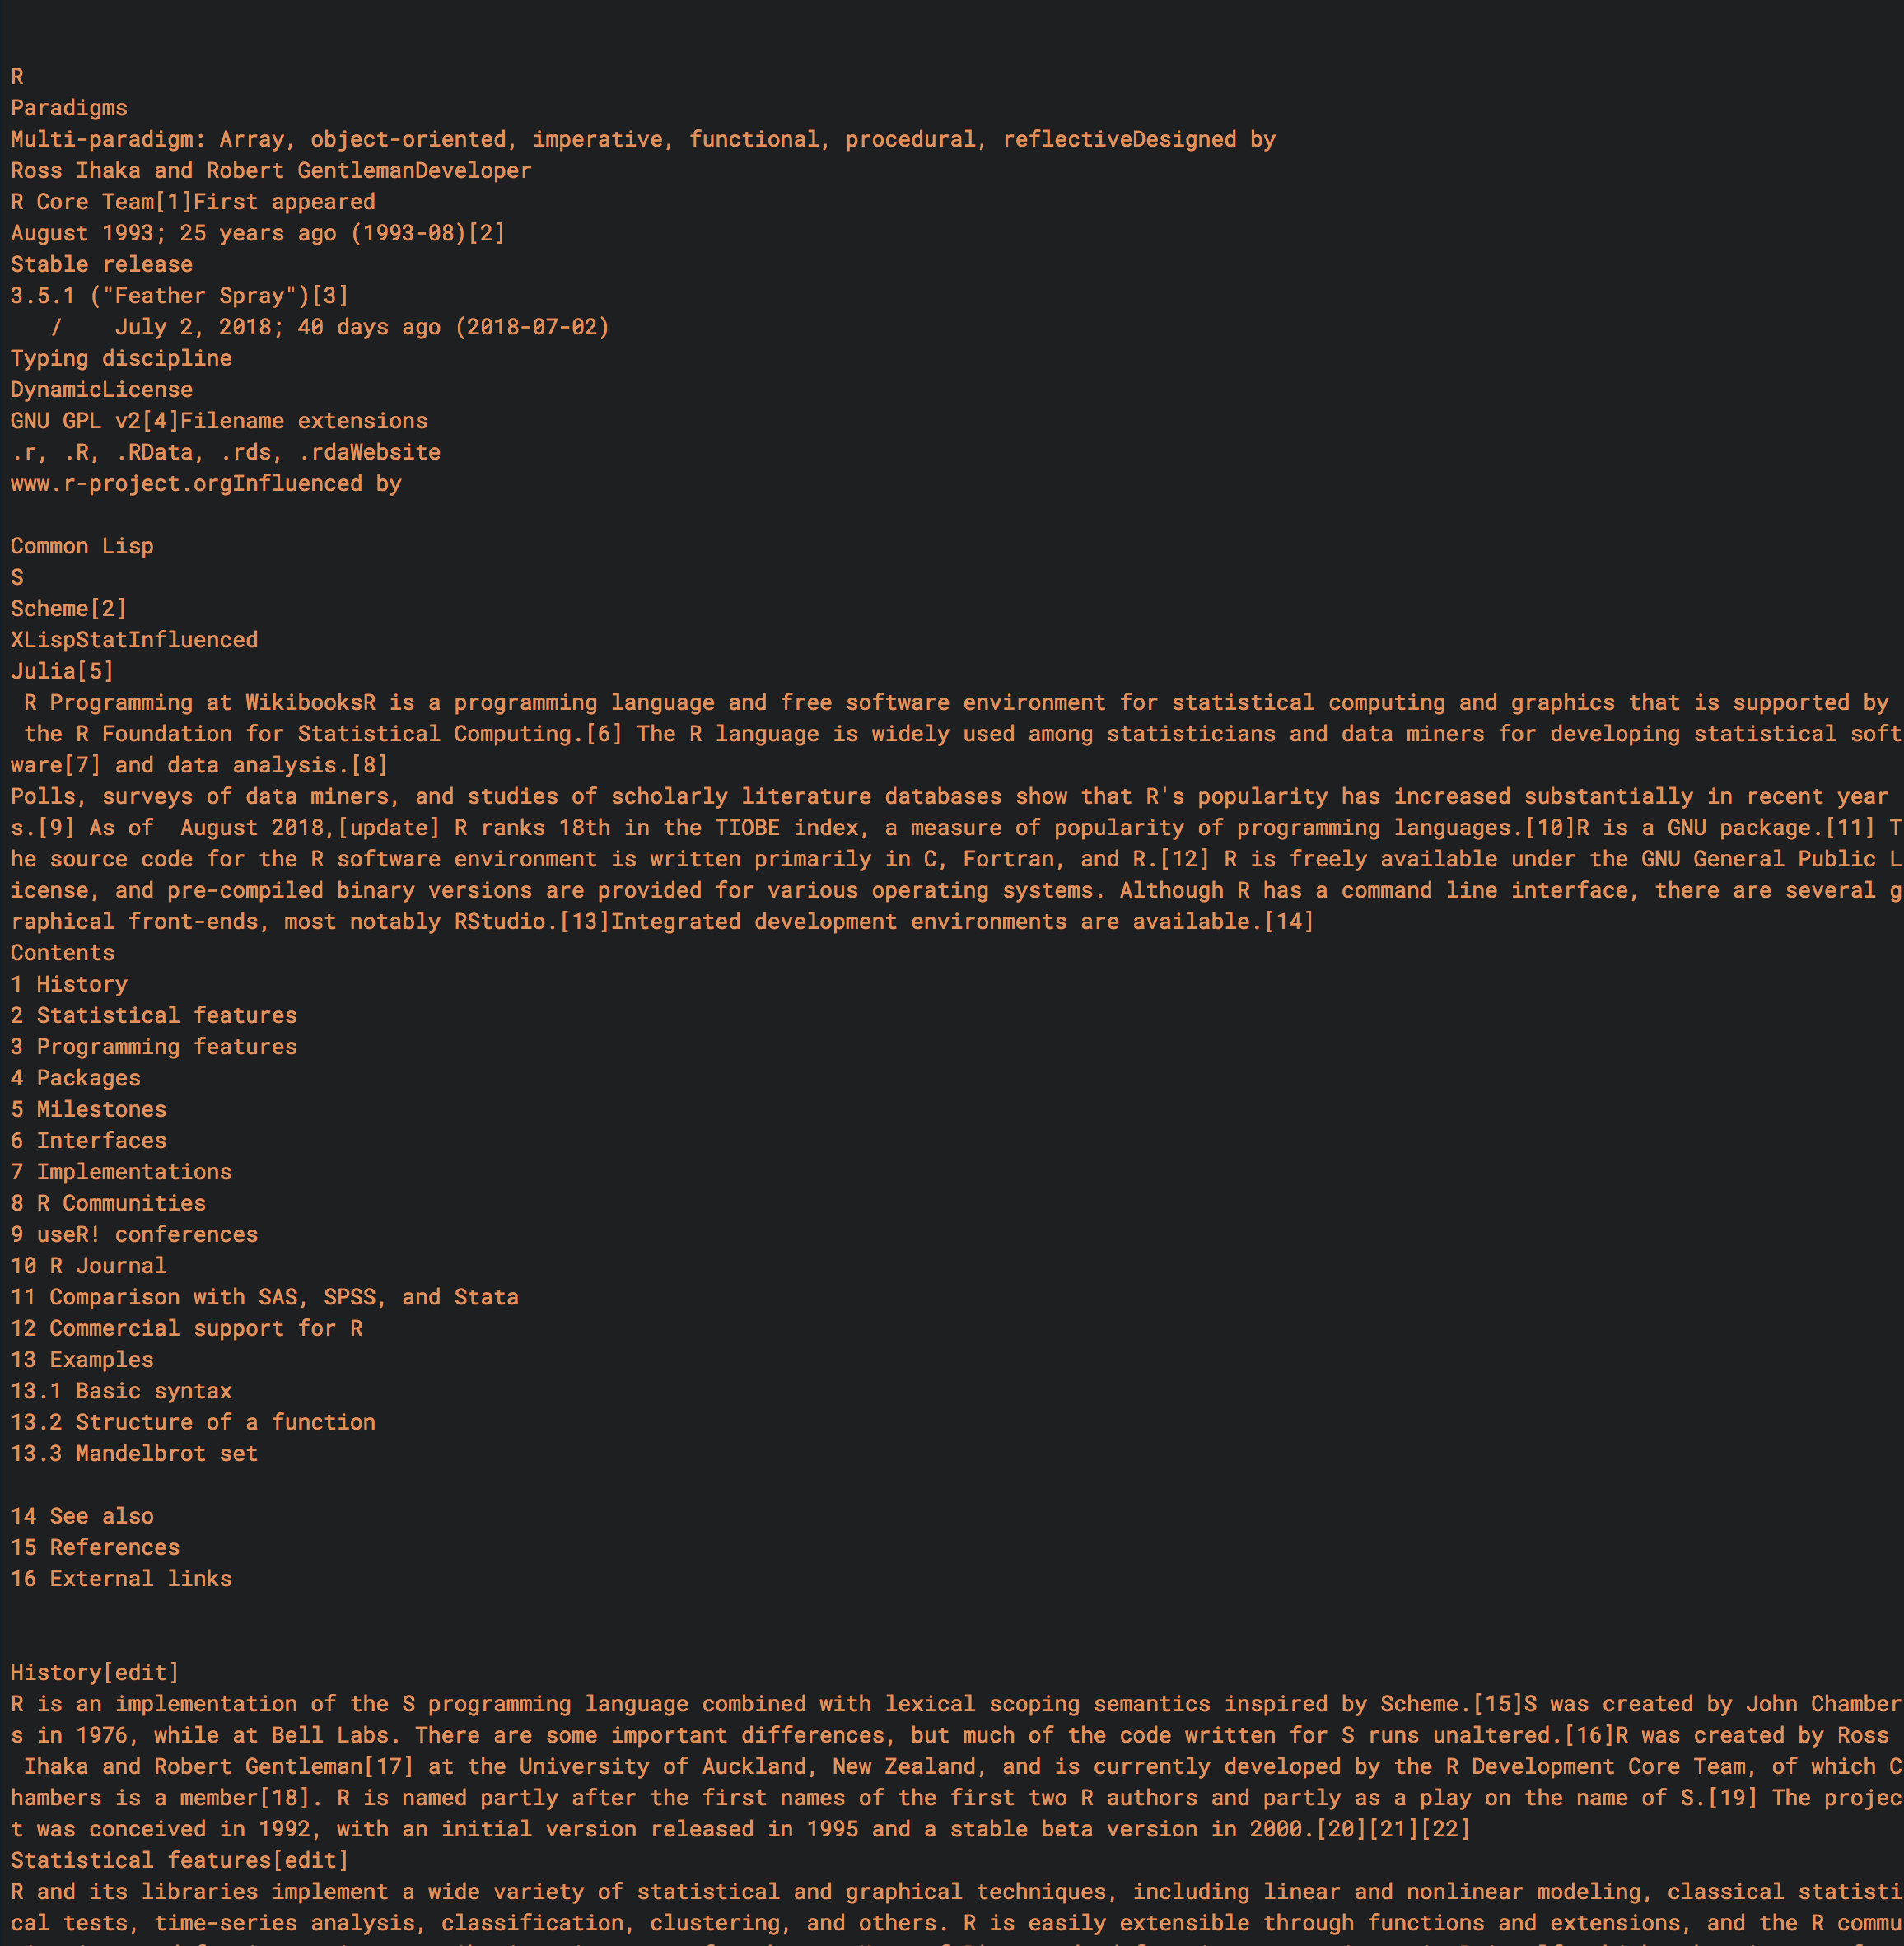 R
Paradigms
Multi-paradigm: Array, object-oriented, imperative, functional, procedural, reflectiveDesigned by
Ross Ihaka and Robert GentlemanDeveloper
R Core Team[1]First appeared
August 1993; 25 years ago (1993-08)[2]
Stable release
3.5.1 ("Feather Spray")[3]
   /    July 2, 2018; 40 days ago (2018-07-02)
Typing discipline
DynamicLicense
GNU GPL v2[4]Filename extensions
.r, .R, .RData, .rds, .rdaWebsite
www.r-project.orgInfluenced by

Common Lisp
S
Scheme[2]
XLispStatInfluenced
Julia[5]
 R Programming at WikibooksR is a programming language and free software environment for statistical computing and graphics that is supported by
 the R Foundation for Statistical Computing.[6] The R language is widely used among statisticians and data miners for developing statistical soft
ware[7] and data analysis.[8]
Polls, surveys of data miners, and studies of scholarly literature databases show that R's popularity has increased substantially in recent year
s.[9] As of  August 2018,[update] R ranks 18th in the TIOBE index, a measure of popularity of programming languages.[10]R is a GNU package.[11] T
he source code for the R software environment is written primarily in C, Fortran, and R.[12] R is freely available under the GNU General Public L
icense, and pre-compiled binary versions are provided for various operating systems. Although R has a command line interface, there are several g
raphical front-ends, most notably RStudio.[13]Integrated development environments are available.[14]
Contents
1 History
2 Statistical features
3 Programming features
4 Packages
5 Milestones
6 Interfaces
7 Implementations
8 R Communities
9 useR! conferences
10 R Journal
11 Comparison with SAS, SPSS, and Stata
12 Commercial support for R
13 Examples
13.1 Basic syntax
13.2 Structure of a function
13.3 Mandelbrot set

14 See also
15 References
16 External links

History[edit]
R is an implementation of the S programming language combined with lexical scoping semantics inspired by Scheme.[15]S was created by John Chamber
s in 1976, while at Bell Labs. There are some important differences, but much of the code written for S runs unaltered.[16]R was created by Ross
 Ihaka and Robert Gentleman[17] at the University of Auckland, New Zealand, and is currently developed by the R Development Core Team, of which C
hambers is a member[18]. R is named partly after the first names of the first two R authors and partly as a play on the name of S.[19] The projec
t was conceived in 1992, with an initial version released in 1995 and a stable beta version in 2000.[20][21][22]
Statistical features[edit]
R and its libraries implement a wide variety of statistical and graphical techniques, including linear and nonlinear modeling, classical statisti
cal tests, time-series analysis, classification, clustering, and others. R is easily extensible through functions and extensions, and the R commu